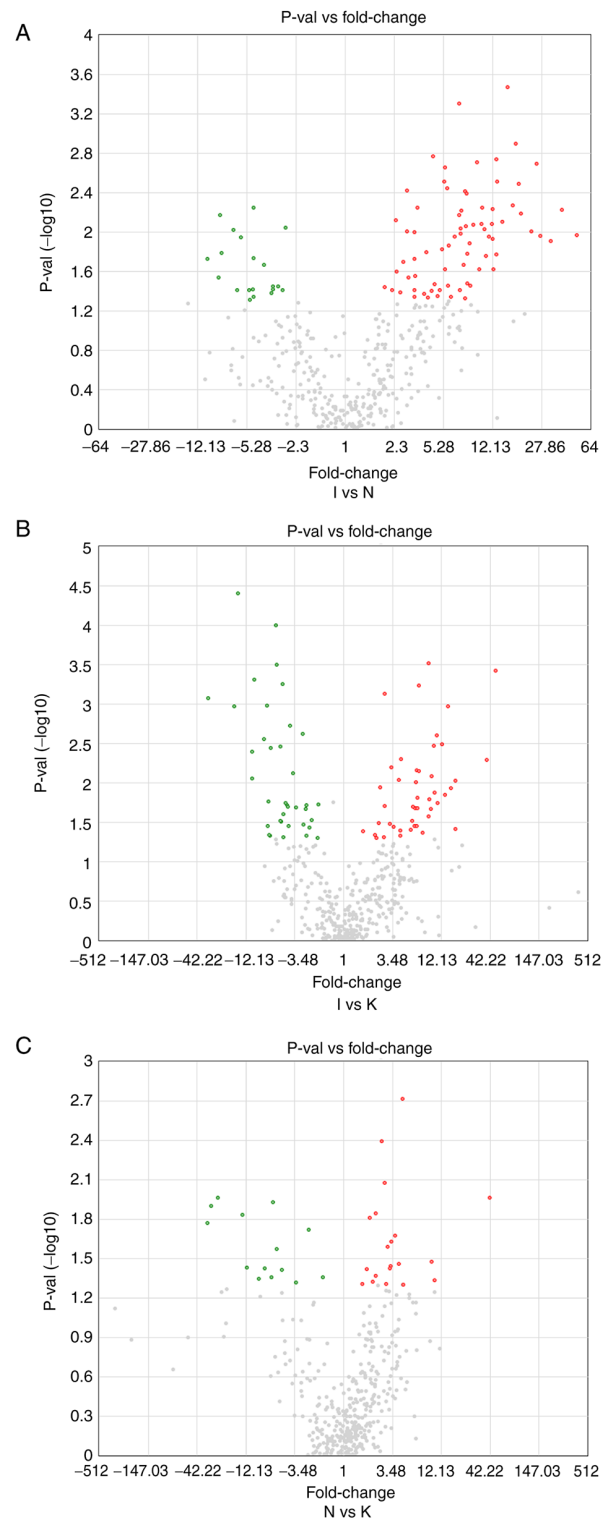 A
P-val vs fold-change
4
3.6
3.2
2.8
2.4
2
1.6
1.2
0.8
0.4
0
P-val (−log10)
−64 −27.86 −12.13 −5.28 −2.3 1 2.3 5.28 12.13 27.86 64
Fold-change
I vs N
B
P-val vs fold-change
5
4.5
4
3.5
3
2.5
2
1.5
1
0.5
0
P-val (−log10)
−512 −147.03 −42.22 −12.13 −3.48 1 3.48 12.13 42.22 147.03 512
Fold-change
I vs K
C
P-val vs fold-change
3
2.7
2.4
2.1
1.8
1.5
1.2
0.9
0.6
0.3
0
P-val (−log10)
−512 −147.03 −42.22 −12.13 −3.48 1 3.48 12.13 42.22 147.03 512
Fold-change
N vs K